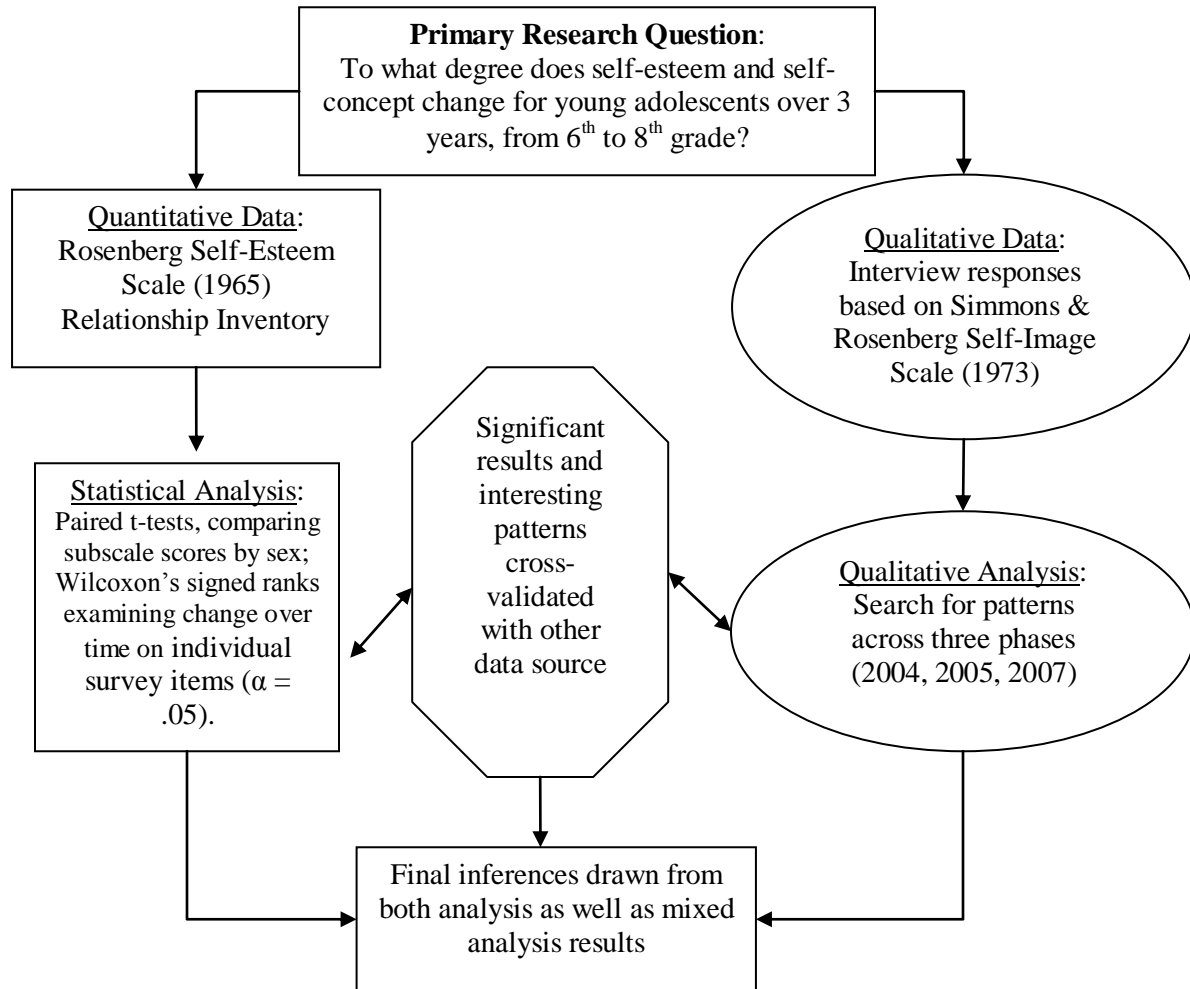 Primary Research Question:
To what degree does self-esteem and self-
concept change for young adolescents over 3
years, from 6th to 8th grade?
Quantitative Data:
Rosenberg Self-Esteem
Scale (1965)
Relationship Inventory
Qualitative Data:
Interview responses
based on Simmons &
Rosenberg Self-Image
Scale (1973)
Statistical Analysis:
Paired t-tests, comparing
subscale scores by sex;
Wilcoxon's signed ranks
examining change over
time on individual
survey items (α =
.05).
Significant
results and
interesting
patterns
cross-
validated
with other
data source
Qualitative Analysis:
Search for patterns
across three phases
(2004, 2005, 2007)
Final inferences drawn from
both analysis as well as mixed
analysis results